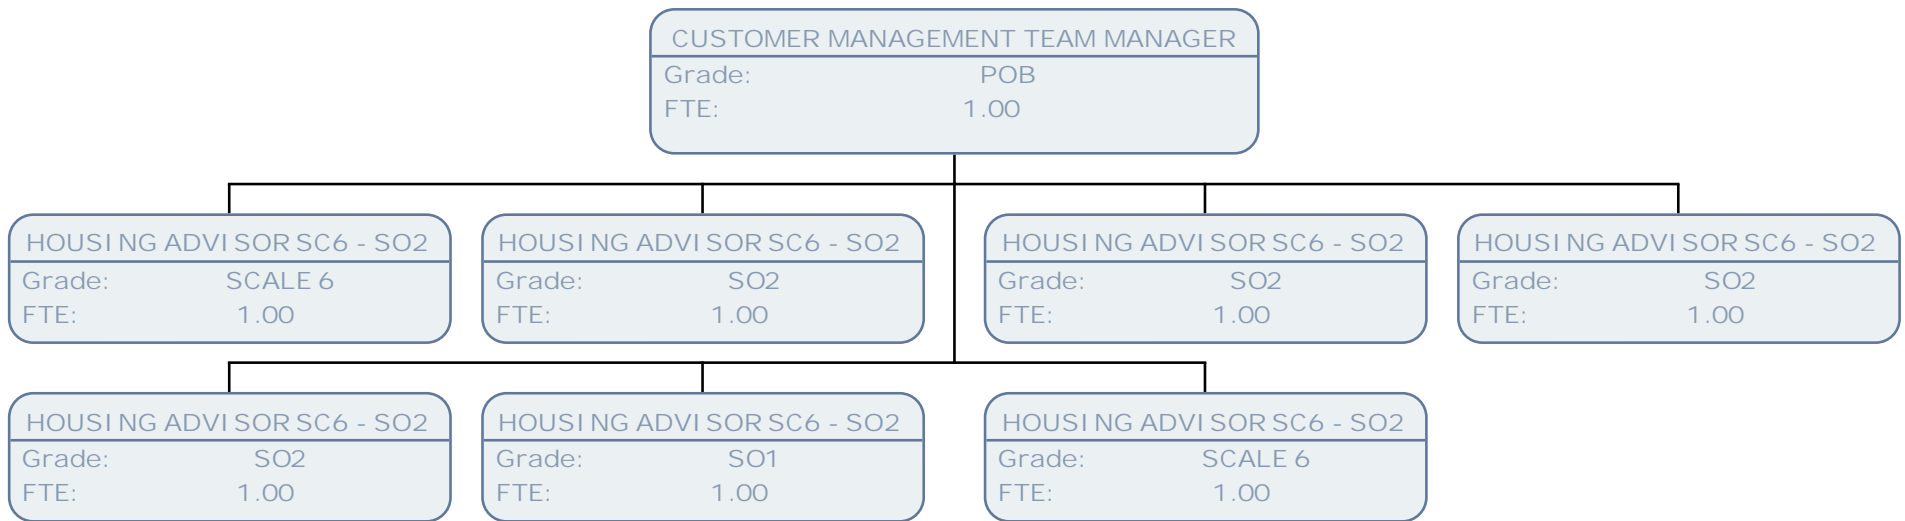 CUSTOMER MANAGEMENT TEAM MANAGER
Grade: POB
FTE: 1.00
HOUSING ADVISOR SC6 - SO2
Grade: SCALE 6
FTE: 1.00
HOUSING ADVISOR SC6 - SO2
Grade: SO2
FTE: 1.00
HOUSING ADVISOR SC6 - SO2
Grade: SO2
FTE: 1.00
HOUSING ADVISOR SC6 - SO2
Grade: SO2
FTE: 1.00
HOUSING ADVISOR SC6 - SO2
Grade: SO2
FTE: 1.00
HOUSING ADVISOR SC6 - SO2
Grade: SO1
FTE: 1.00
HOUSING ADVISOR SC6 - SO2
Grade: SCALE 6
FTE: 1.00